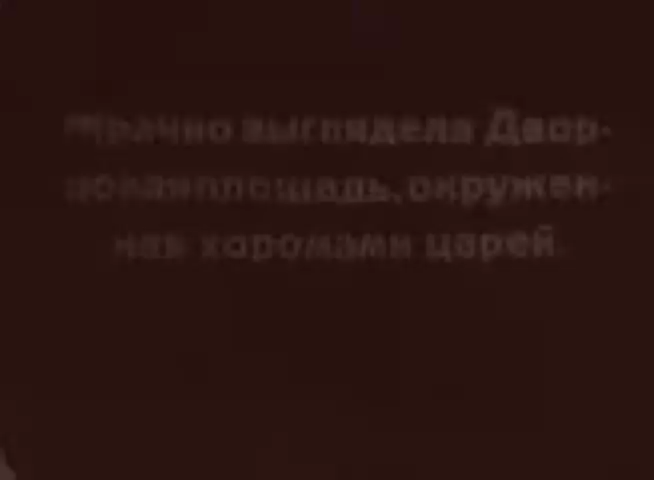 Мрачно выглядела Двор-
цовая площадь, окружен-
ная хоромами царей.